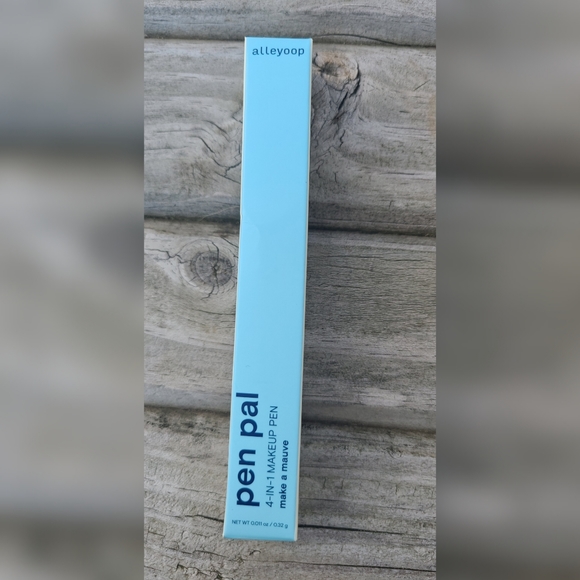 alleyoop
pen pal
4-IN-1 MAKEUP PEN
make a mauve
NET WT 0.011 oz / 0.32 g